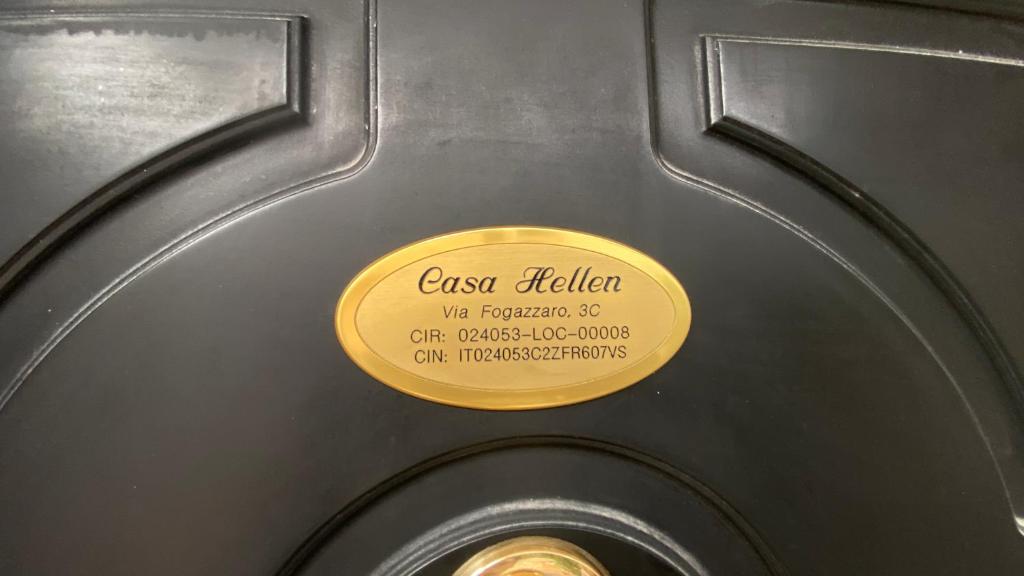 Casa Hellen
Via Fogazzaro, 3C
CIR: 024053-LOC-00008
CIN: IT024053C2ZFR607VS